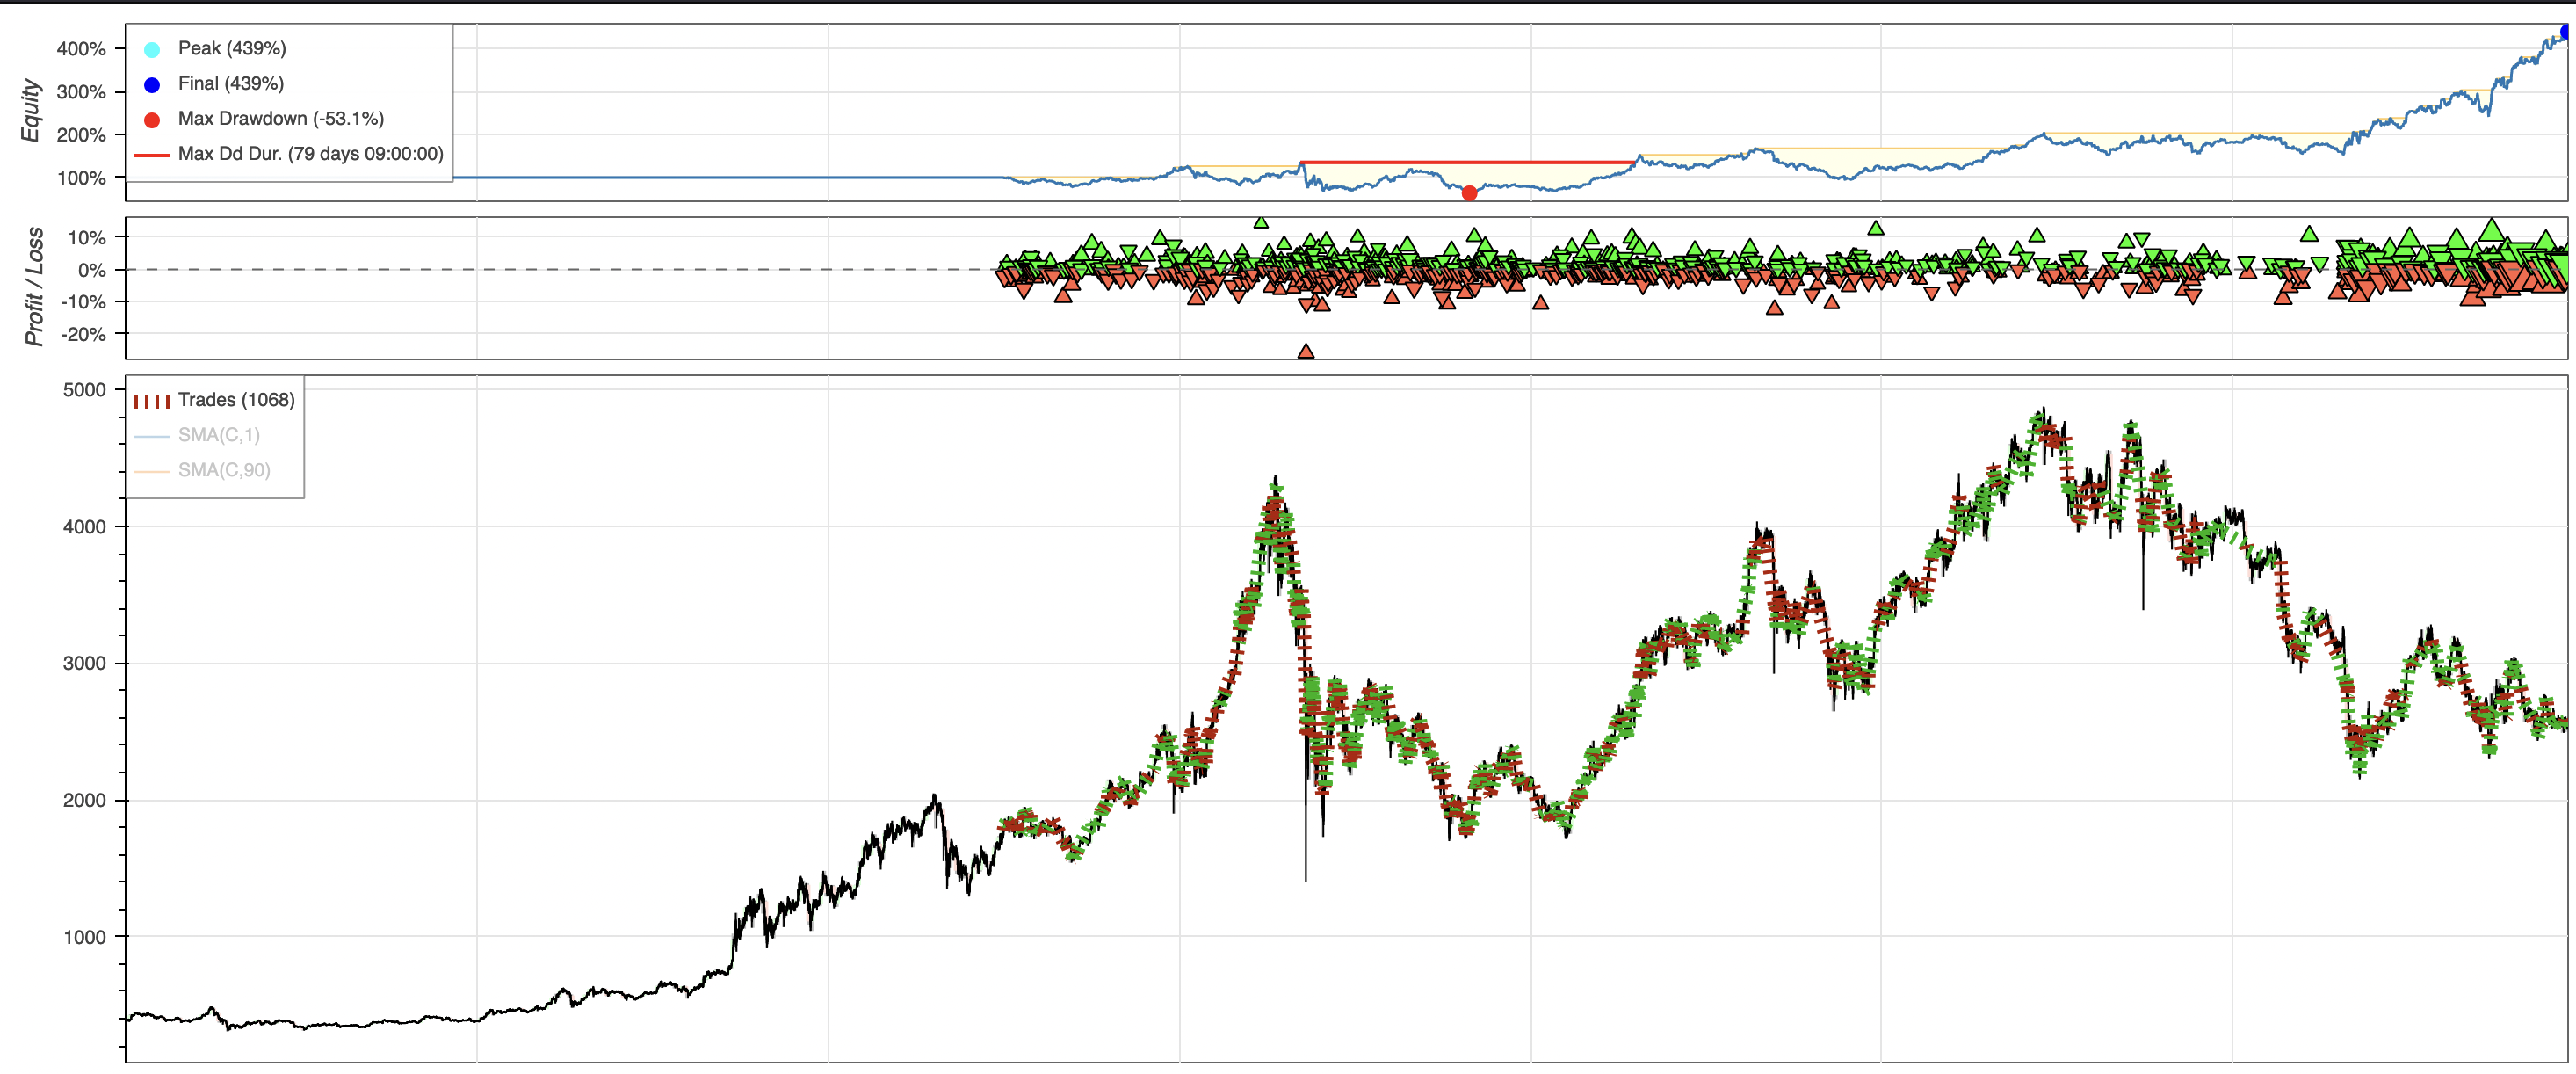 Equity
400%
300%
200%
100%
Peak (439%)
Final (439%)
Max Drawdown (-53.1%)
Max Dd Dur. (79 days 09:00:00)
Profit / Loss
10%
0%
-10%
-20%
5000
4000
3000
2000
1000
Trades (1068)
SMA(C,1)
SMA(C,90)